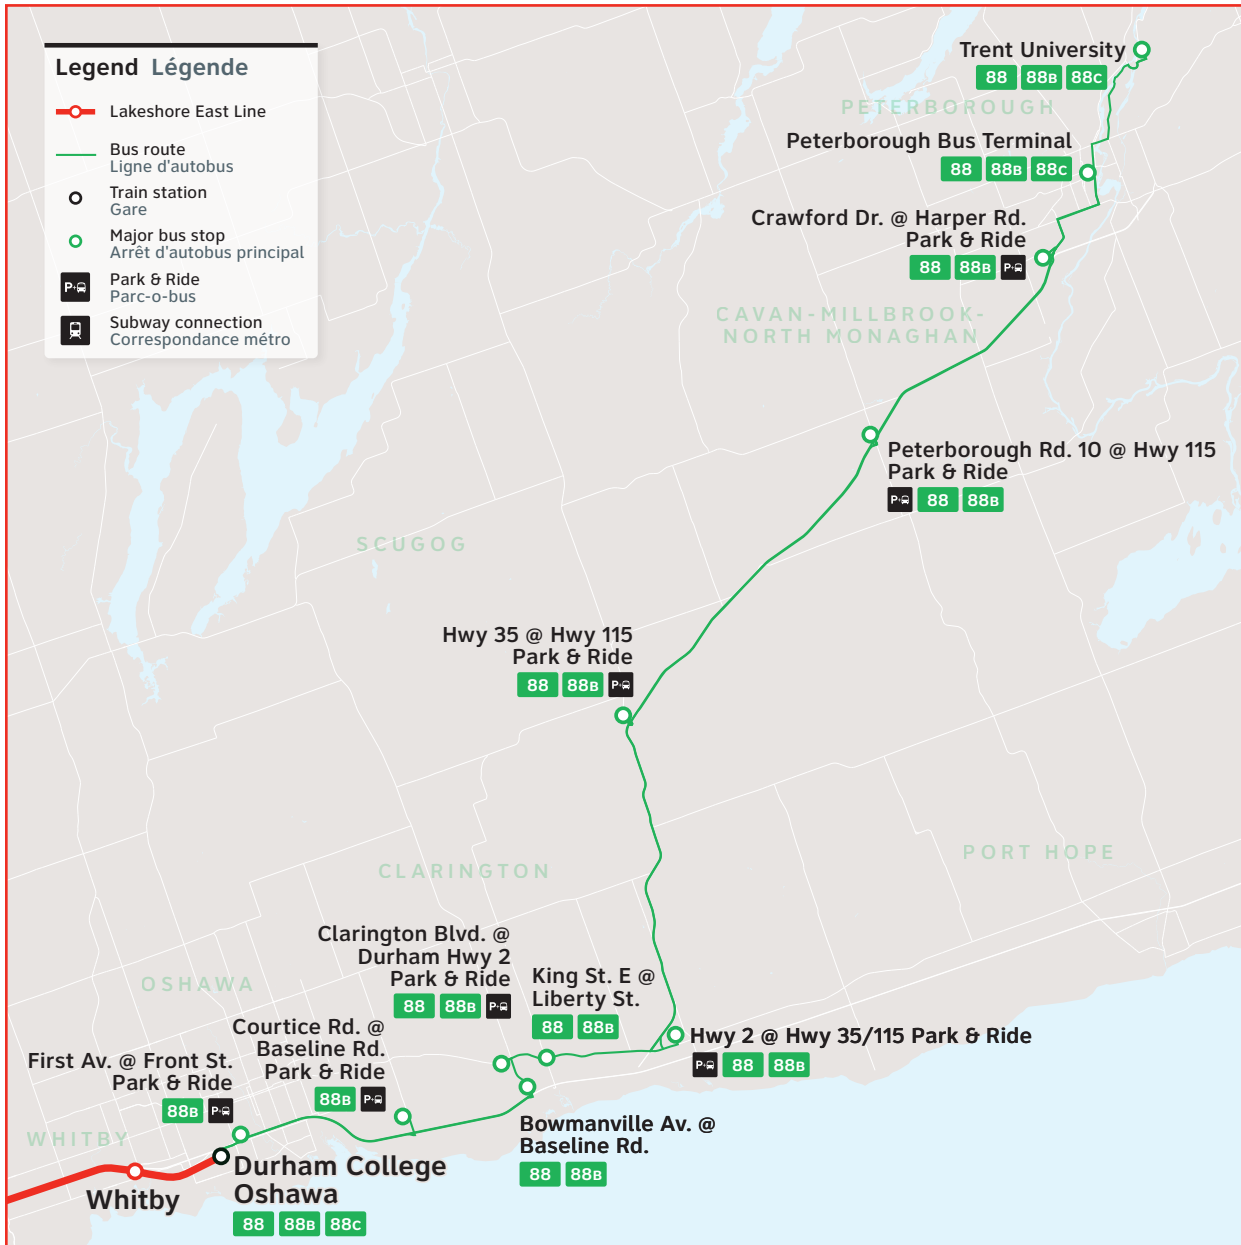 Legend Légende
Lakeshore East Line
Bus route
Ligne d'autobus
Train station
Gare
Major bus stop
Arrêt d'autobus principal
P+
Park & Ride
Parc-o-bus
Subway connection
Correspondance métro
Trent University
88 88B 88C
PETERBOROUGH
Peterborough Bus Terminal
88 88B 88C
Crawford Dr. @ Harper Rd.
Park & Ride
88 88B P+
CAVAN-MILLBROOK-
NORTH MONAGHAN
Peterborough Rd. 10 @ Hwy 115
Park & Ride
P+ 88 88B
SCUGOG
Hwy 35 @ Hwy 115
Park & Ride
88 88B P+
PORT HOPE
CLARINGTON
Clarington Blvd. @
Durham Hwy 2
Park & Ride
88 88B P+
King St. E @
Liberty St.
88 88B
OSHAWA
Courtice Rd. @
Baseline Rd.
Park & Ride
88B P+
Hwy 2 @ Hwy 35/115 Park & Ride
P+ 88 88B
First Av. @ Front St.
Park & Ride
88B P+
Bowmanville Av. @
Baseline Rd.
88 88B
WHITBY
Durham College
Oshawa
88 88B 88C
Whitby